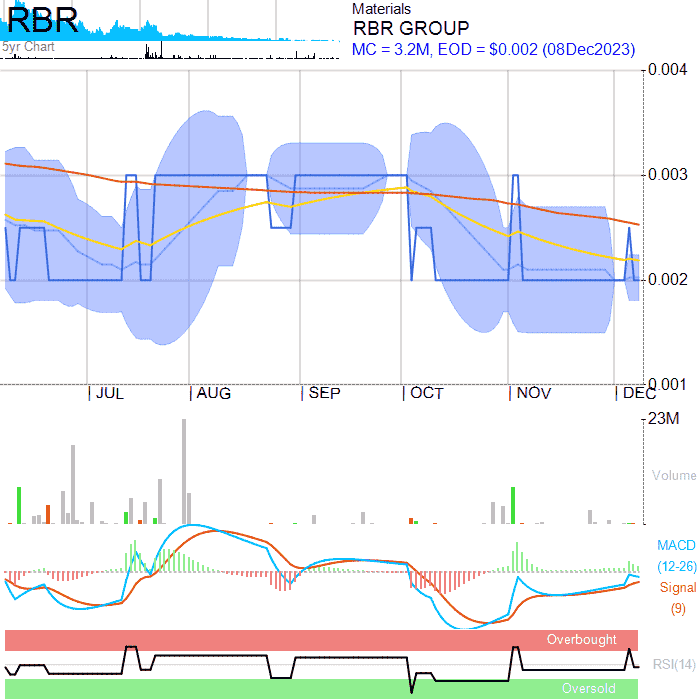 RBR
5yr Chart
Materials
RBR GROUP
MC = 3.2M, EOD = $0.002 (08Dec2023)
0.004
0.003
0.002
0.001
JUL AUG SEP OCT NOV DEC
23M
Volume
MACD
(12-26)
Signal
(9)
Overbought
RSI(14)
Oversold